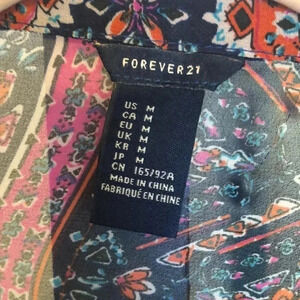 FOREVER21
US M
CA M
EU M
UK M
KR M
JP M
CN 165/92A
MADE IN CHINA
FABRIQUÉ EN CHINE